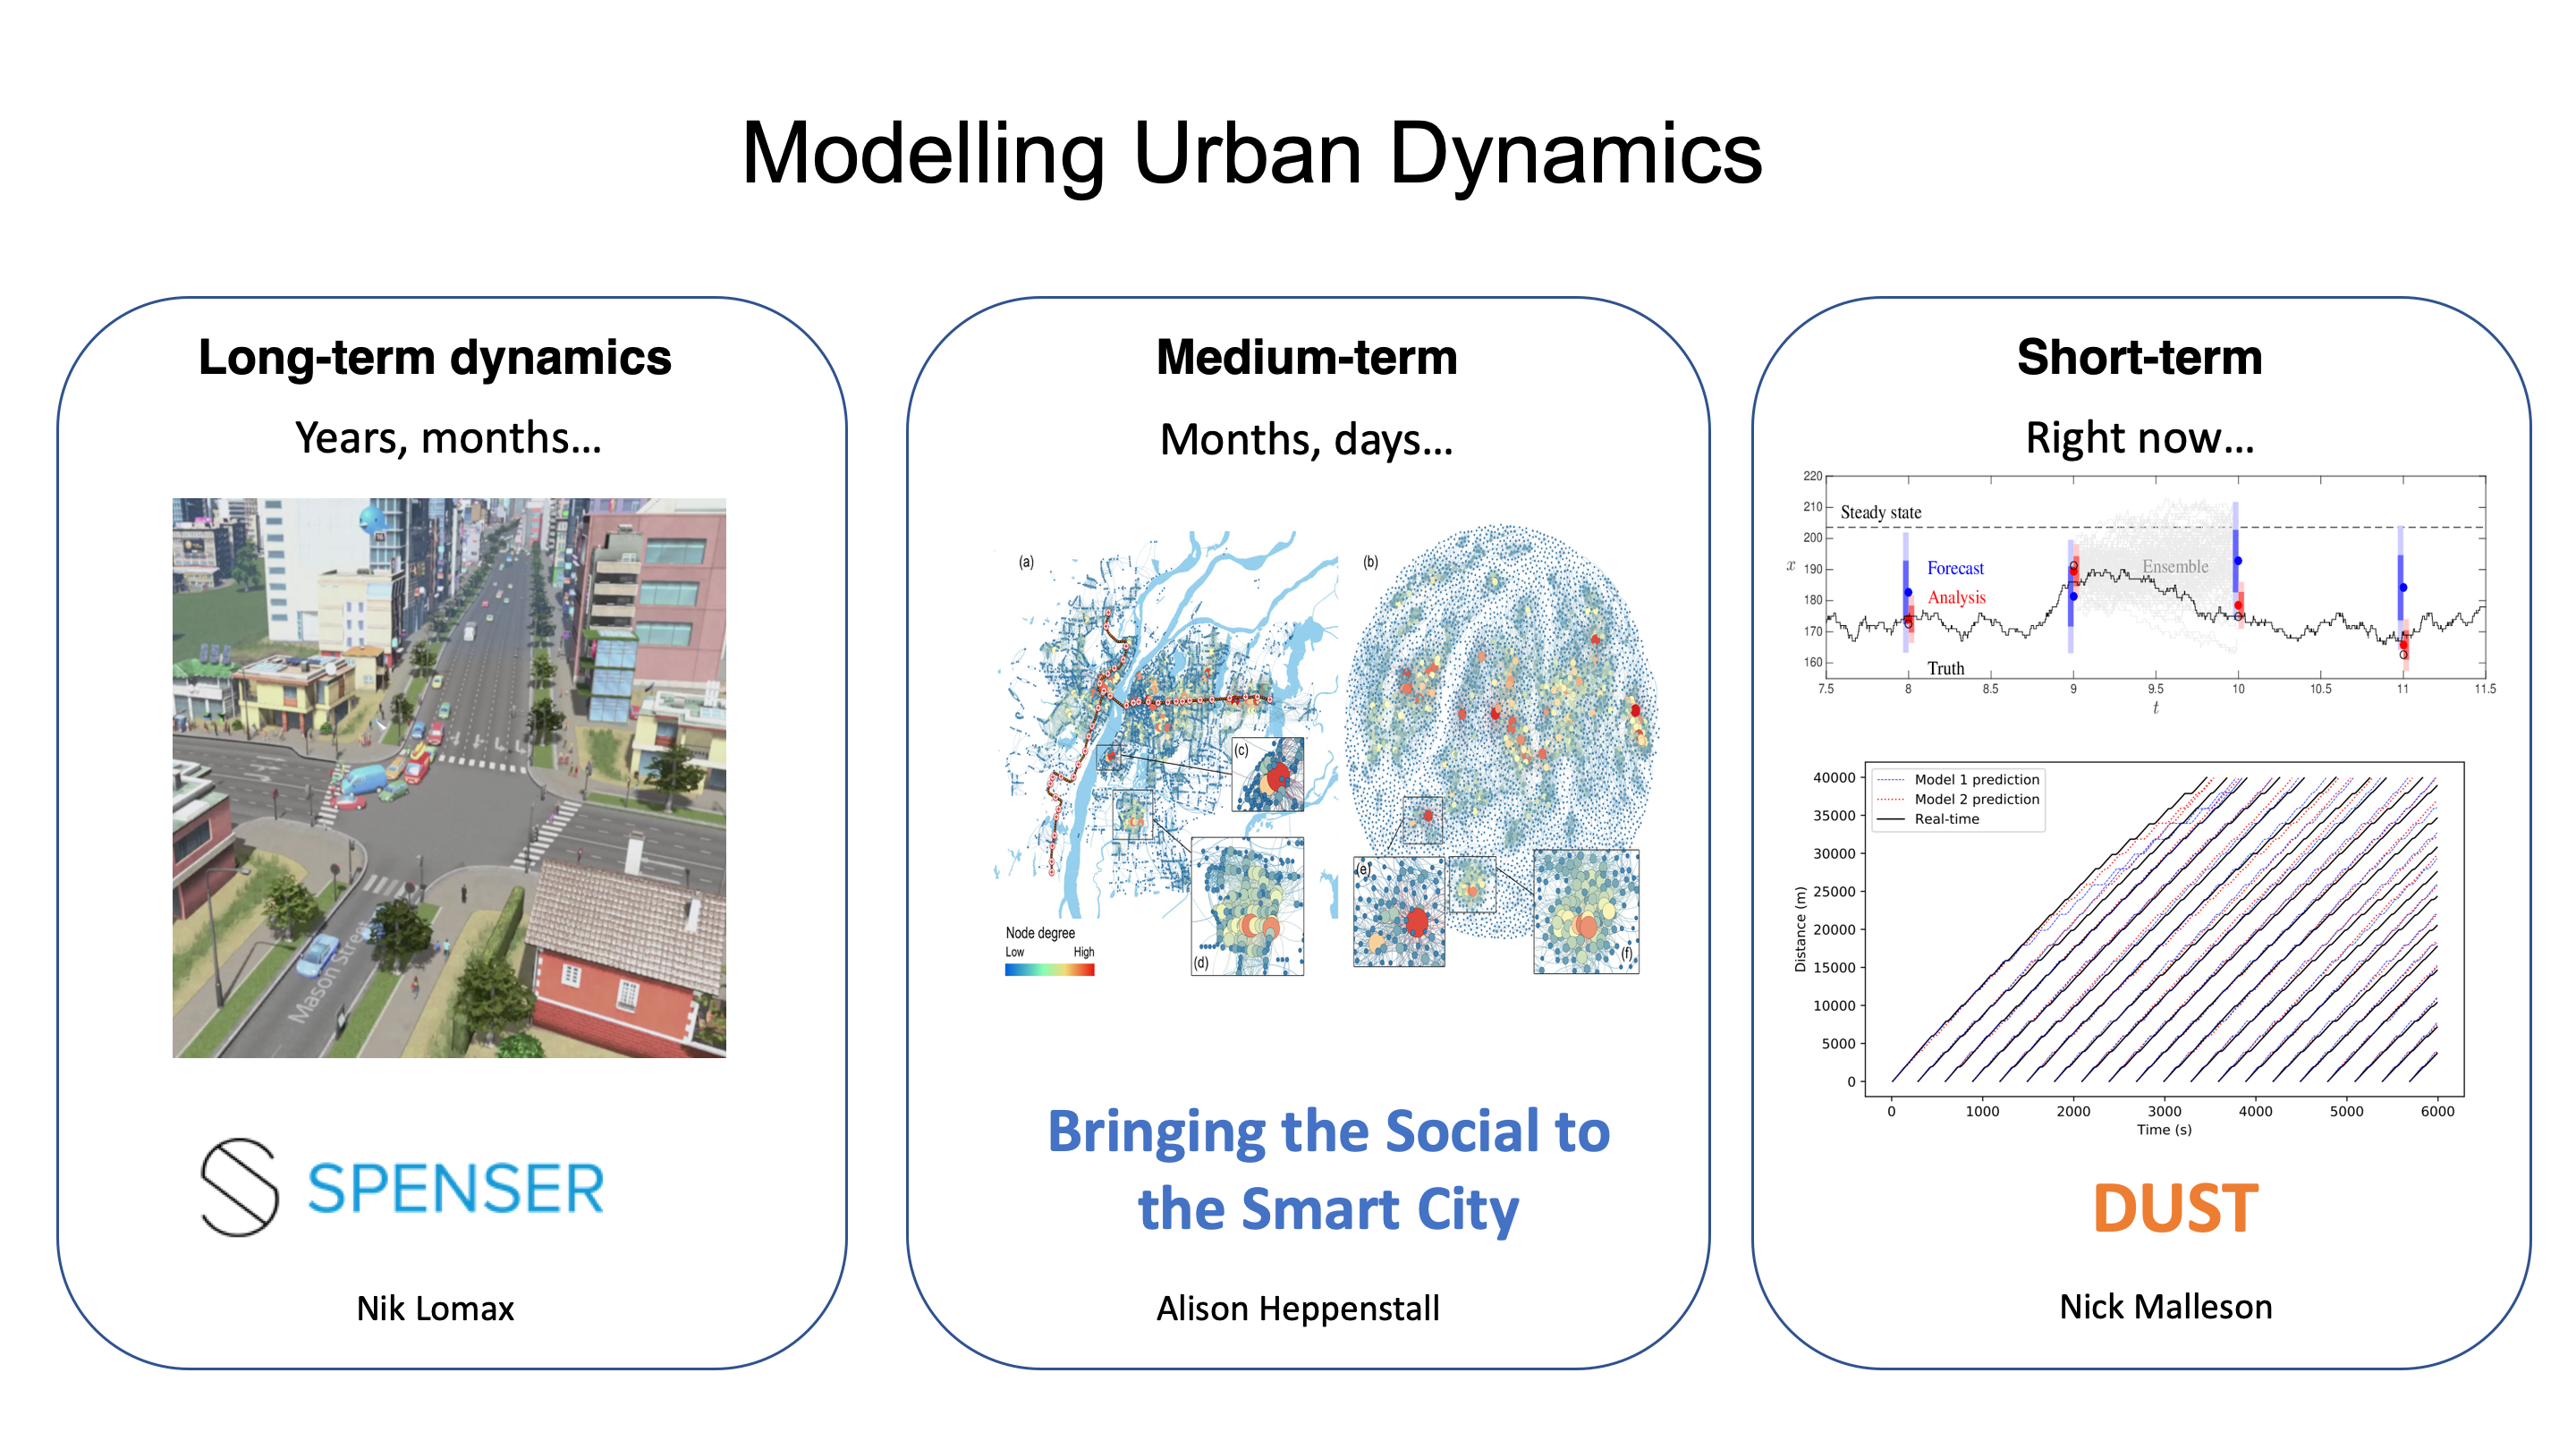 Modelling Urban Dynamics
Long-term dynamics
Years, months...
Mason Street
SPENSER
Nik Lomax
Medium-term
Months, days...
(a)
(b)
(c)
(d)
(e)
(f)
Node degree
Low High
Bringing the Social to
the Smart City
Alison Heppenstall
Short-term
Right now...
220
210
200
190
180
170
160
x
Steady state
Forecast
Analysis
Ensemble
Truth
7.5 8 8.5 9 9.5 10 10.5 11 11.5
t
Model 1 prediction
Model 2 prediction
Real-time
40000
35000
30000
25000
20000
15000
10000
5000
0
Distance (m)
0 1000 2000 3000 4000 5000 6000
Time (s)
DUST
Nick Malleson